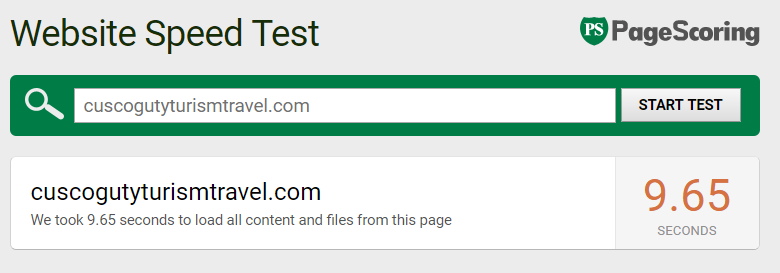 Website Speed Test
PS PageScoring
cuscogutyturismtravel.com
START TEST
cuscogutyturismtravel.com
We took 9.65 seconds to load all content and files from this page
9.65
SECONDS